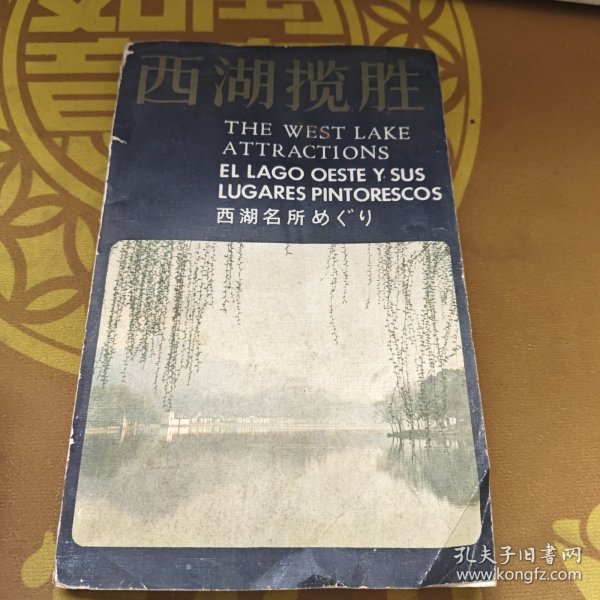 西湖揽胜
THE WEST LAKE
ATTRACTIONS
EL LAGO OESTE Y SUS
LUGARES PINTORESCOS
西湖名所めぐり
孔夫子旧书网
www.kongfz.com